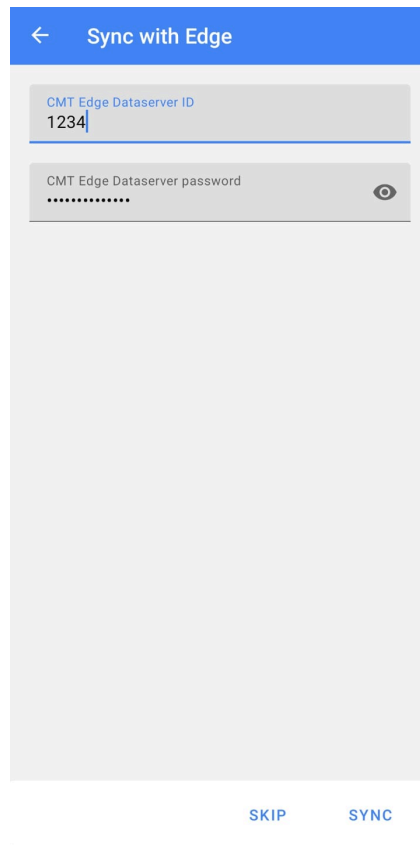 Sync with Edge
CMT Edge Dataserver ID
1234
CMT Edge Dataserver password
••••••••••••••
SKIP SYNC